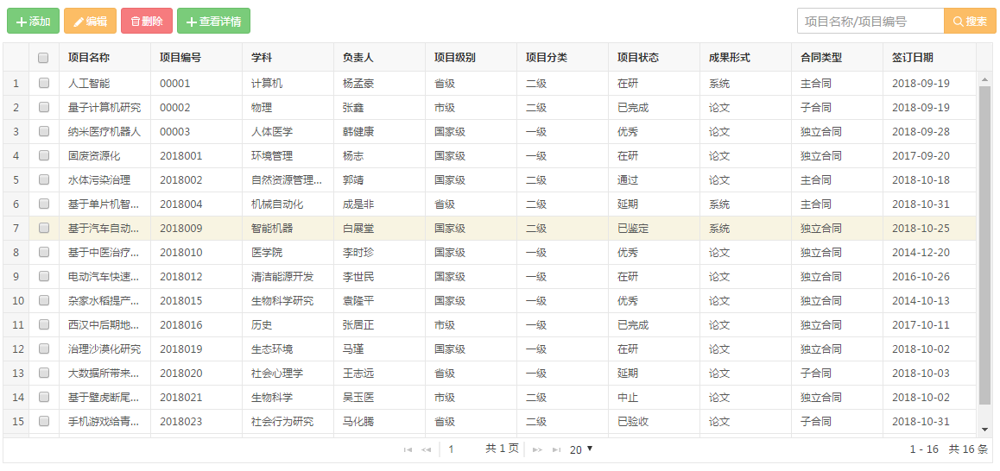 添加 编辑 删除 查看详情 项目名称/项目编号 搜索
项目名称 项目编号 学科 负责人 项目级别 项目分类 项目状态 成果形式 合同类型 签订日期
1 人工智能 00001 计算机 杨孟豪 省级 二级 在研 系统 主合同 2018-09-19
2 量子计算机研究 00002 物理 张鑫 市级 二级 已完成 论文 子合同 2018-09-19
3 纳米医疗机器人 00003 人体医学 韩健康 国家级 一级 优秀 论文 独立合同 2018-09-28
4 固废资源化 2018001 环境管理 杨志 国家级 一级 在研 论文 独立合同 2017-09-20
5 水体污染治理 2018002 自然资源管理... 郭靖 国家级 二级 通过 论文 主合同 2018-10-18
6 基于单片机智... 2018004 机械自动化 成是非 省级 二级 延期 系统 主合同 2018-10-31
7 基于汽车自动... 2018009 智能机器 白展堂 国家级 二级 已鉴定 系统 独立合同 2018-10-25
8 基于中医治疗... 2018010 医学院 李时珍 国家级 一级 优秀 论文 独立合同 2014-12-20
9 电动汽车快速... 2018012 清洁能源开发 李世民 国家级 一级 在研 论文 独立合同 2016-10-26
10 杂家水稻提产... 2018015 生物科学研究 袁隆平 国家级 一级 优秀 论文 独立合同 2014-10-13
11 西汉中后期地... 2018016 历史 张居正 市级 一级 已完成 论文 独立合同 2017-10-11
12 治理沙漠化研究 2018019 生态环境 马瑾 国家级 一级 在研 论文 独立合同 2018-10-02
13 大数据所带来... 2018020 社会心理学 王志远 省级 一级 延期 论文 子合同 2018-10-03
14 基于壁虎断尾... 2018021 生物科学 吴玉医 市级 二级 中止 论文 独立合同 2018-10-02
15 手机游戏给青... 2018023 社会行为研究 马化腾 省级 二级 已验收 论文 子合同 2018-10-31
1 共 1 页 20 1 - 16 共 16 条